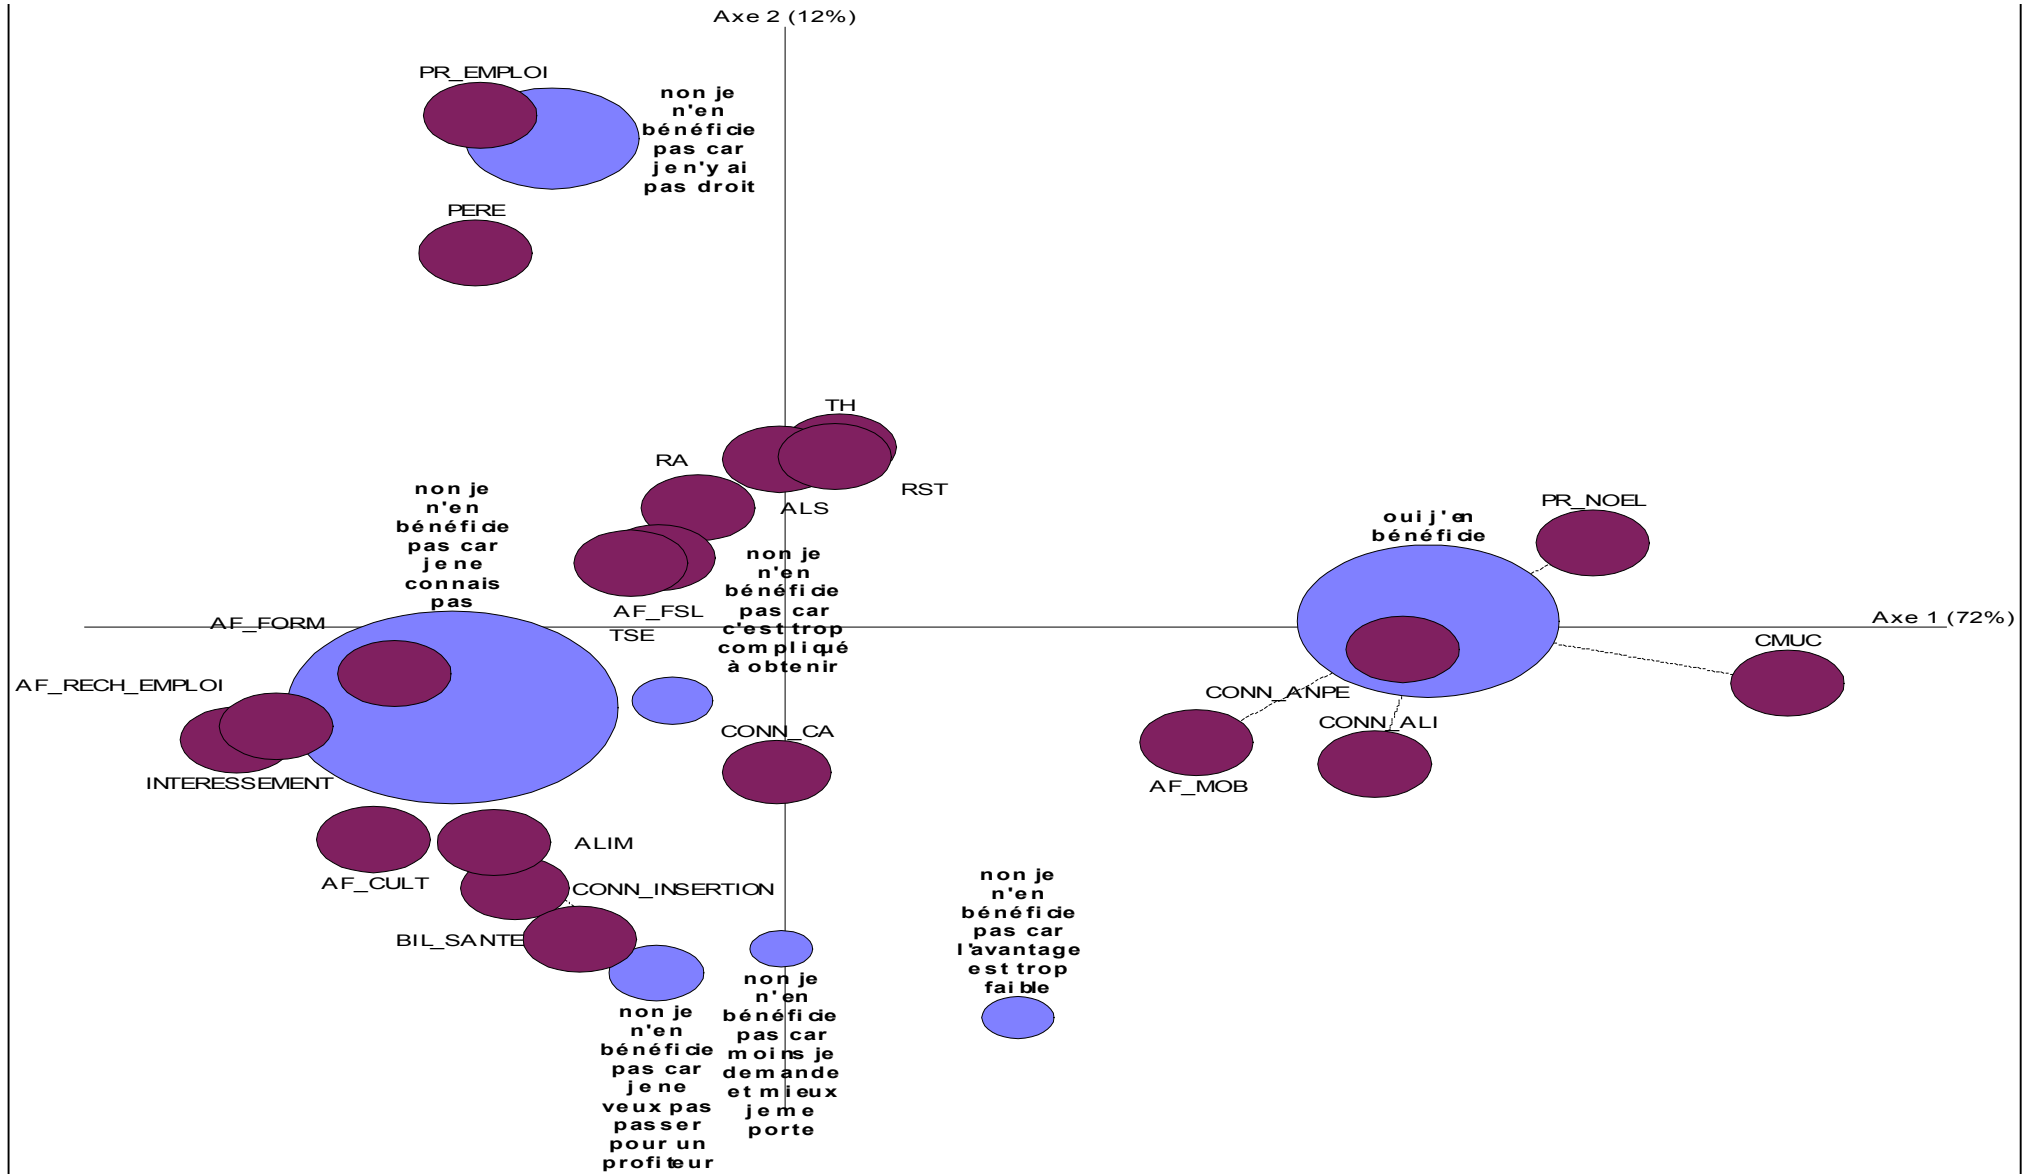 Axe 2 (12%)
PR_EMPLOI
non je
n'en
bénéficie
pas car
je n'y ai
pas droit
PERE
TH
RA
RST
ALS
non je
n'en
bénéficie
pas car
je ne
connais
pas
PR_NOEL
oui j'en
bénéficie
non je
n'en
bénéficie
pas car
c'est trop
compliqué
à obtenir
AF_FSL
TSE
AF_FORM
Axe 1 (72%)
CMUC
AF_RECH_EMPLOI
CONN_ANPE
CONN_ALI
CONN_CA
INTERESSEMENT
AF_MOB
ALIM
AF_CULT
CONN_INSERTION
BIL_SANTE
non je
n'en
bénéficie
pas car
l'avantage
est trop
faible
non je
n'en
bénéficie
pas car
moins je
demande
et mieux
je me
porte
non je
n'en
bénéficie
pas car
je ne
veux pas
passer
pour un
profiteur